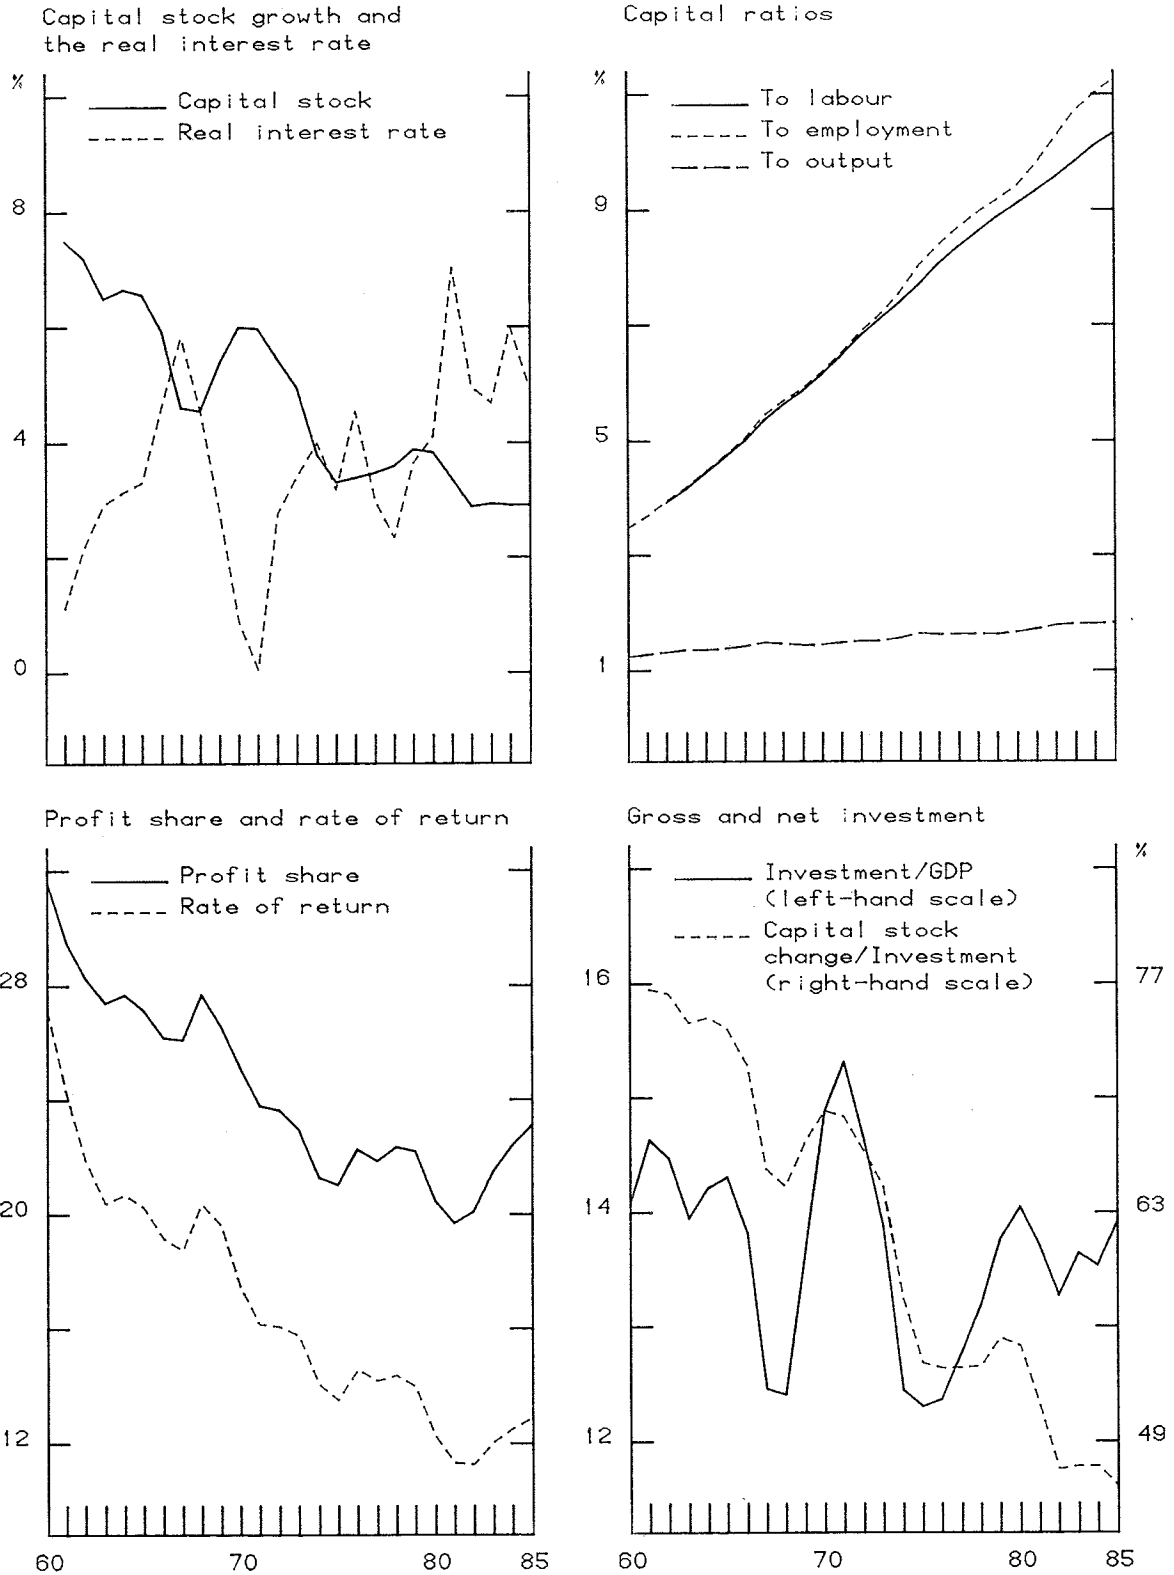 Capital stock growth and
the real interest rate
%
Capital stock
Real interest rate
8
4
0
Capital ratios
%
To labour
To employment
To output
9
5
1
Profit share and rate of return
Profit share
Rate of return
28
20
12
60
70
80
85
Gross and net investment
%
Investment/GDP
(left-hand scale)
Capital stock
change/Investment
(right-hand scale)
16
14
12
77
63
49
60
70
80
85